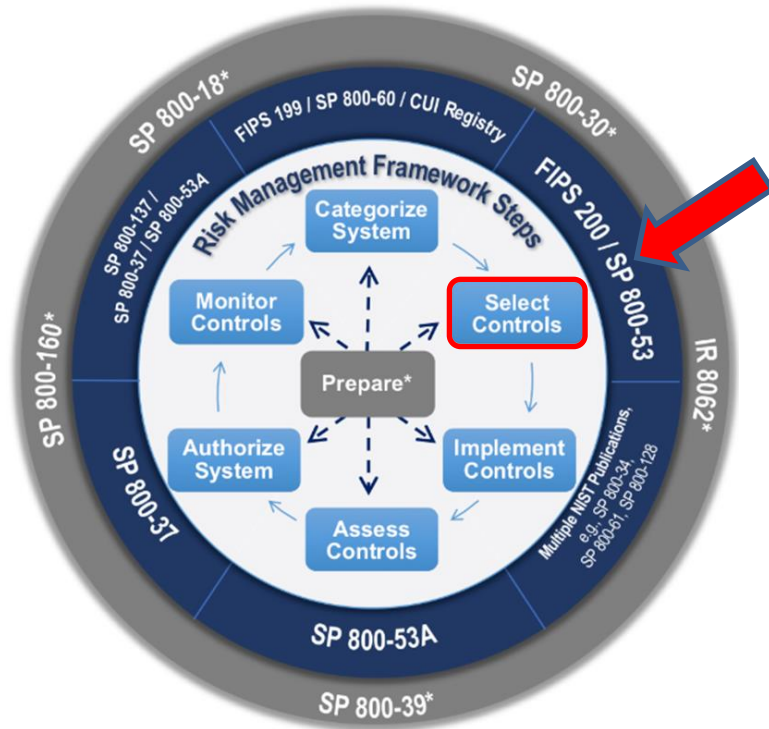 SP 800-18*
SP 800-30*
IR 8062*
SP 800-39*
SP 800-160*
FIPS 199 / SP 800-60 / CUI Registry
FIPS 200 / SP 800-53
Multiple NIST Publications,
e.g., SP 800-34,
SP 800-61, SP 800-128
SP 800-53A
SP 800-37
SP 800-137 /
SP 800-37 / SP 800-53A
Risk Management Framework Steps
Categorize
System
Select
Controls
Implement
Controls
Assess
Controls
Authorize
System
Monitor
Controls
Prepare*